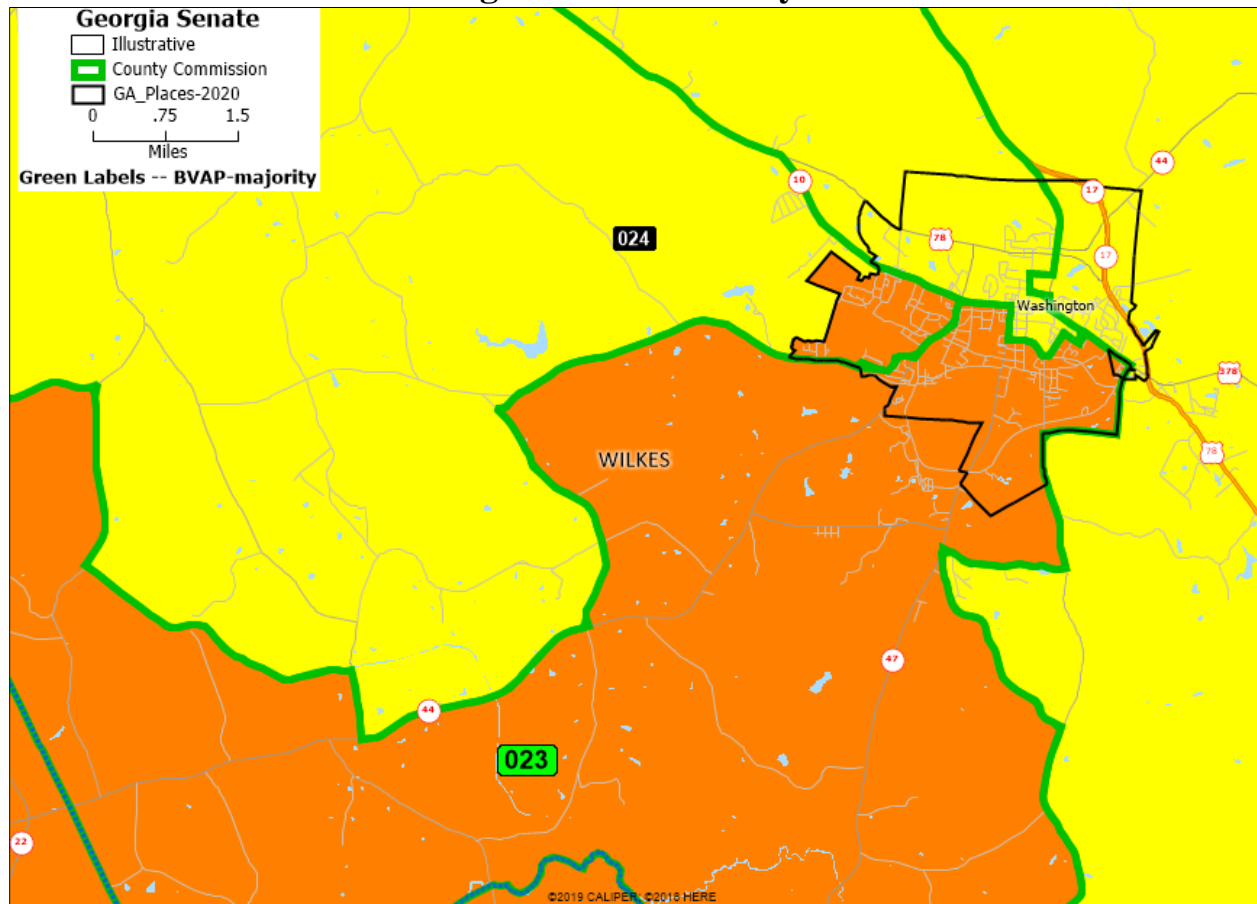 Georgia Senate
Illustrative
County Commission
GA_Places-2020
0 .75 1.5
Miles
Green Labels -- BVAP-majority
44
10
17
024
78
17
Washington
378
78
WILKES
47
44
023
22
©2019 CALIPER; ©2018 HERE